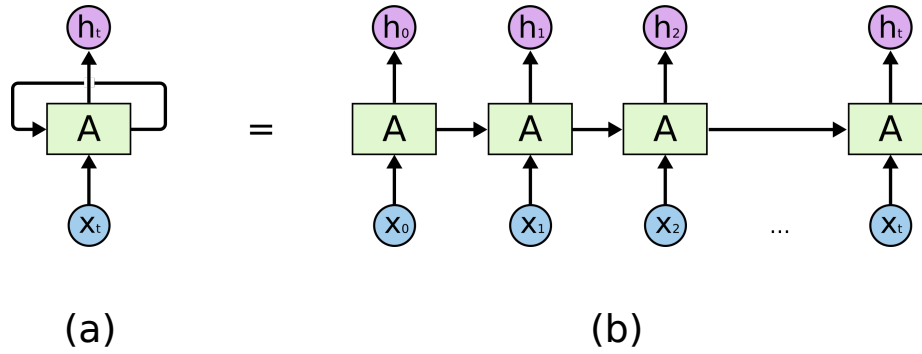 hₜ h₀ h₁ h₂ hₜ
A = A A A A
xₜ x₀ x₁ x₂ ... xₜ
(a) (b)